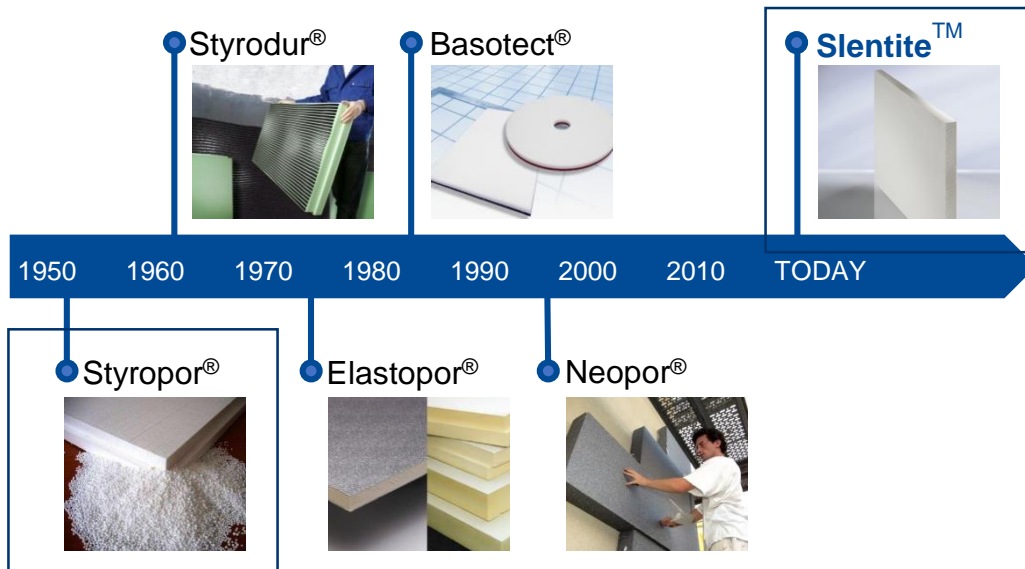 Styrodur®
Basotect®
Slentite™
1950 1960 1970 1980 1990 2000 2010 TODAY
Styropor®
Elastopor®
Neopor®